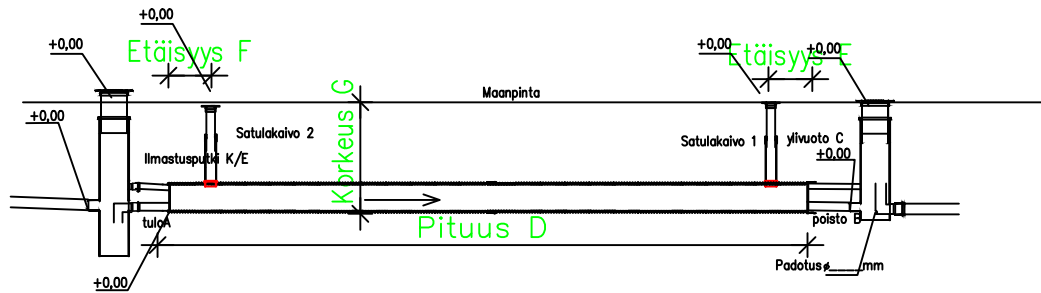 +0,00
+0,00
Etäisyys F
+0,00
Etäisyys E
+0,00
Maanpinta
+0,00
Korkeus G
Satulakaivo 2
Satulakaivo 1
ylivuoto C
Ilmastusputki K/E
+0,00
tuloA
Pituus D
poisto B
Padotus ø____mm
+0,00